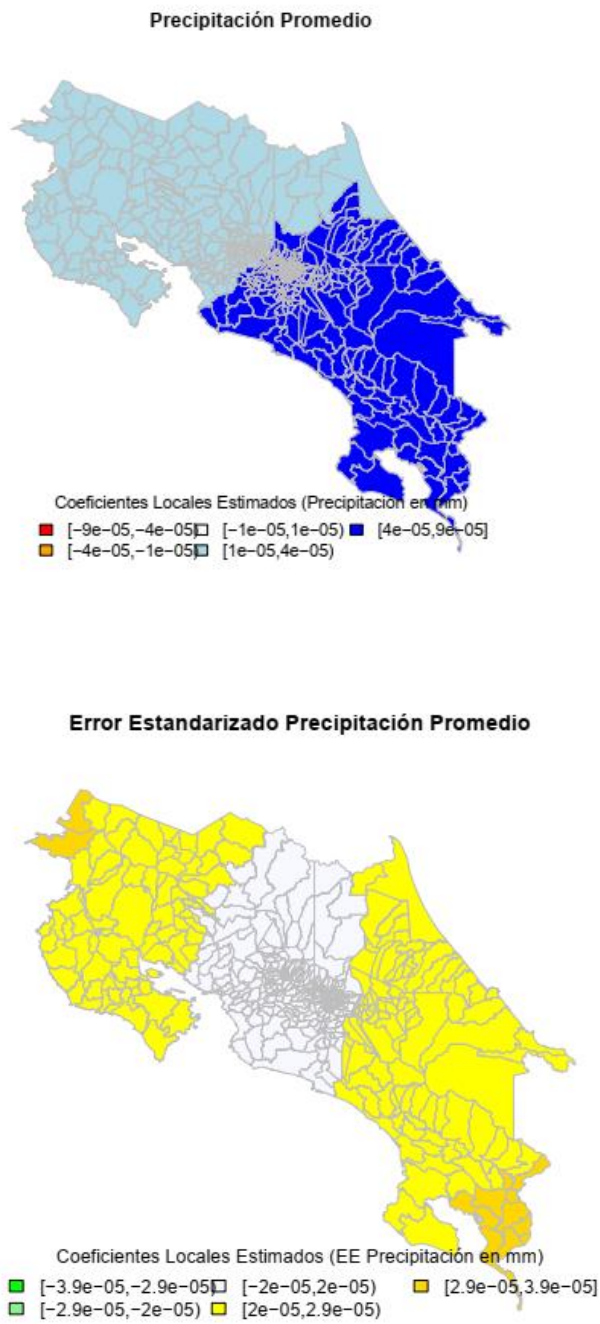 Precipitación Promedio
Coeficientes Locales Estimados (Precipitación en mm)
[−9e−05,−4e−05) [−1e−05,1e−05) [4e−05,9e−05]
[−4e−05,−1e−05) [1e−05,4e−05)
Error Estandarizado Precipitación Promedio
Coeficientes Locales Estimados (EE Precipitación en mm)
[−3.9e−05,−2.9e−05) [−2e−05,2e−05) [2.9e−05,3.9e−05]
[−2.9e−05,−2e−05) [2e−05,2.9e−05)